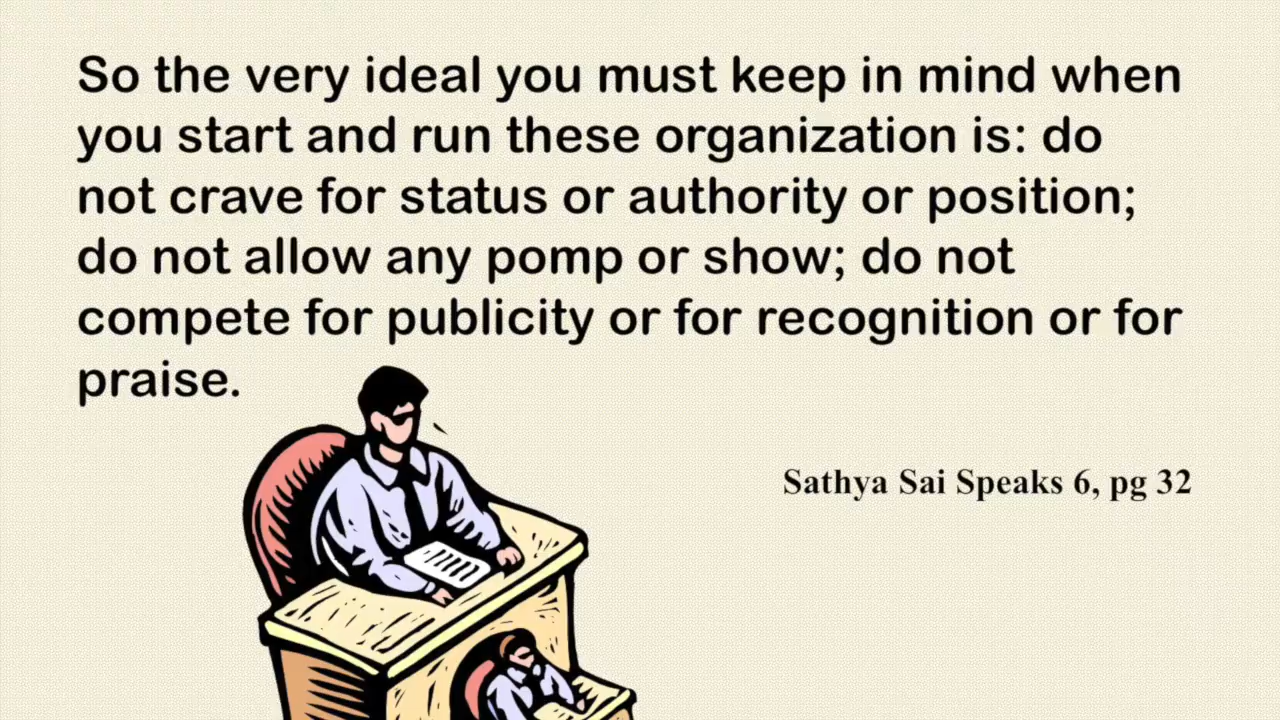 So the very ideal you must keep in mind when
you start and run these organization is: do
not crave for status or authority or position;
do not allow any pomp or show; do not
compete for publicity or for recognition or for
praise.
Sathya Sai Speaks 6, pg 32